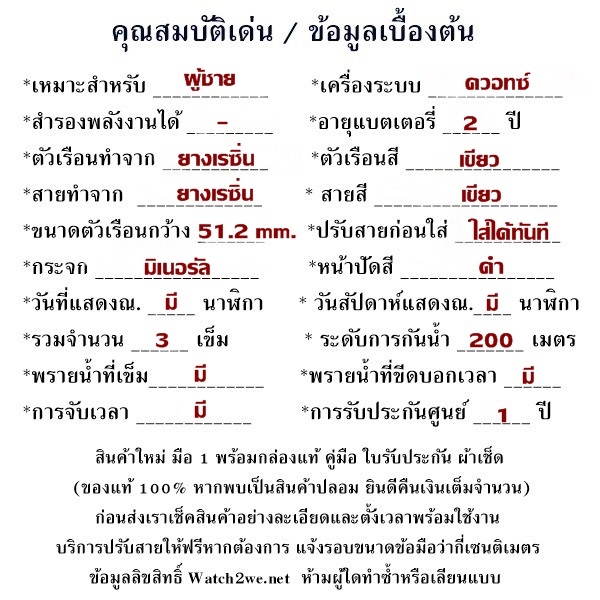 คุณสมบัติเด่น / ข้อมูลเบื้องต้น
*เหมาะสำหรับ ผู้ชาย *เครื่องระบบ ควอทซ์
*สำรองพลังงานได้ - *อายุแบตเตอรี่ 2 ปี
*ตัวเรือนทำจาก ยางเรซิ่น *ตัวเรือนสี เขียว
*สายทำจาก ยางเรซิ่น * สายสี เขียว
*ขนาดตัวเรือนกว้าง 51.2 mm. *ปรับสายก่อนใส่ ใส่ได้ทันที
*กระจก มิเนอรัล *หน้าปัดสี ดำ
*วันที่แสดงณ. มี นาฬิกา * วันสัปดาห์แสดงณ. มี นาฬิกา
*รวมจำนวน 3 เข็ม * ระดับการกันน้ำ 200 เมตร
*พรายน้ำที่เข็ม มี *พรายน้ำที่ขีดบอกเวลา มี
*การจับเวลา มี *การรับประกันศูนย์ 1 ปี
สินค้าใหม่ มือ 1 พร้อมกล่องแท้ คู่มือ ใบรับประกัน ผ้าเช็ด
(ของแท้ 100% หากพบเป็นสินค้าปลอม ยินดีคืนเงินเต็มจำนวน)
ก่อนส่งเราเช็คสินค้าอย่างละเอียดและตั้งเวลาพร้อมใช้งาน
บริการปรับสายให้ฟรีหากต้องการ แจ้งรอบขนาดข้อมือว่ากี่เซนติเมตร
ข้อมูลลิขสิทธิ์ Watch2we.net ห้ามผู้ใดทำซ้ำหรือเลียนแบบ